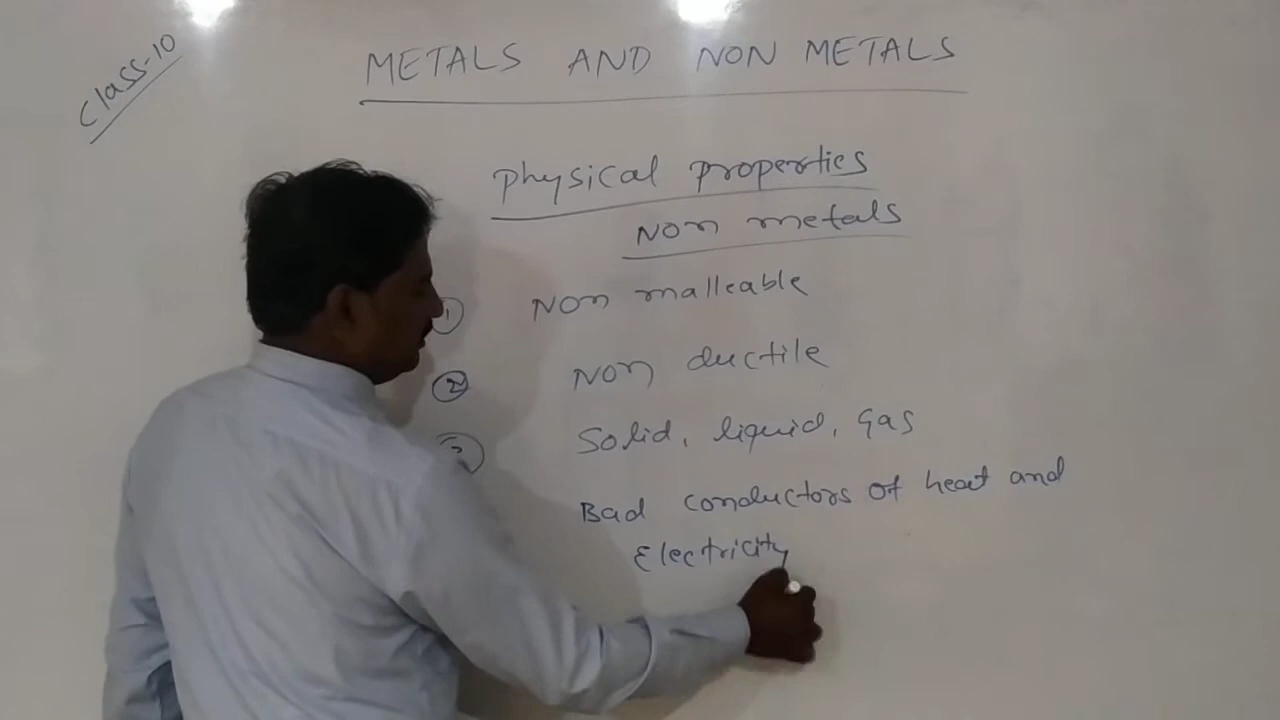 Class-10
METALS AND NON METALS
Physical properties
Non metals
① Non malleable
② Non ductile
③ Solid, liquid, Gas
Bad conductors of heat and
Electricity